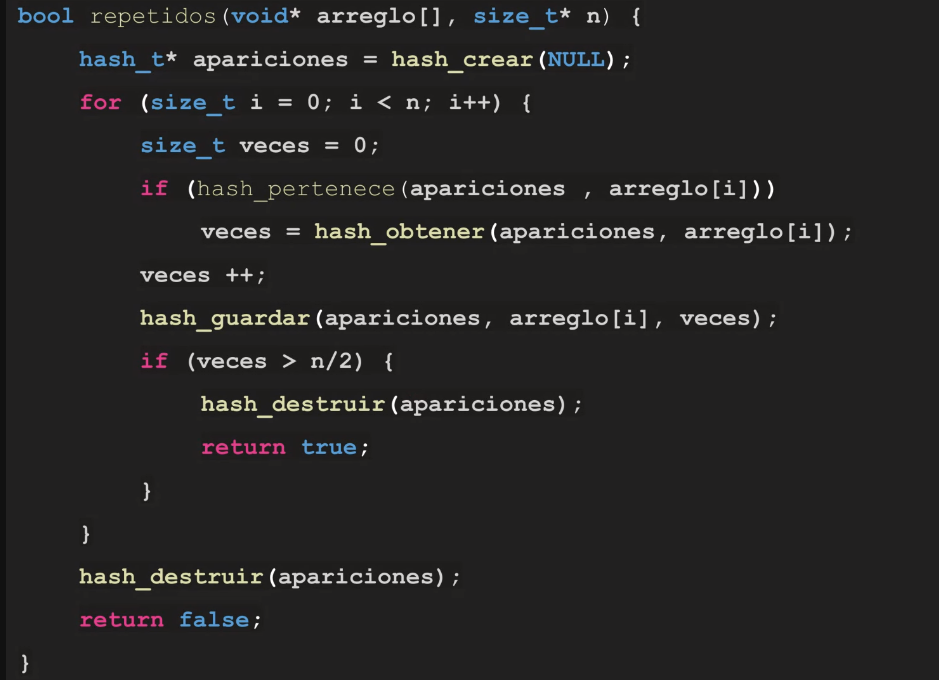 bool repetidos(void* arreglo[], size_t* n) {
    hash_t* apariciones = hash_crear(NULL);
    for (size_t i = 0; i < n; i++) {
        size_t veces = 0;
        if (hash_pertenece(apariciones , arreglo[i]))
            veces = hash_obtener(apariciones, arreglo[i]);
        veces ++;
        hash_guardar(apariciones, arreglo[i], veces);
        if (veces > n/2) {
            hash_destruir(apariciones);
            return true;
        }
    }
    hash_destruir(apariciones);
    return false;
}